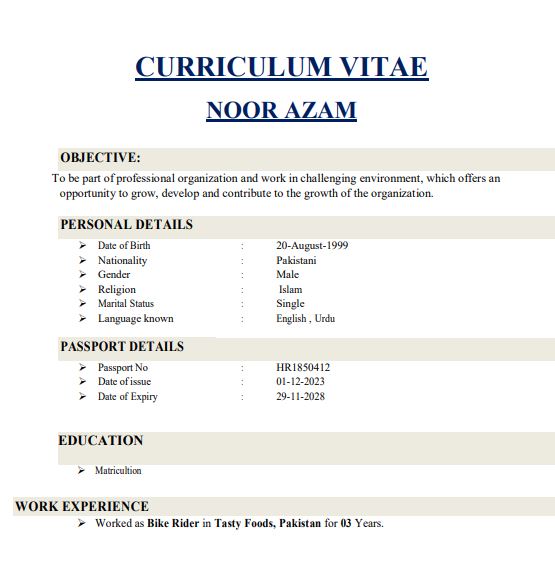 CURRICULUM VITAE
NOOR AZAM
OBJECTIVE:
To be part of professional organization and work in challenging environment, which offers an
opportunity to grow, develop and contribute to the growth of the organization.
PERSONAL DETAILS
➢ Date of Birth : 20-August-1999
➢ Nationality : Pakistani
➢ Gender : Male
➢ Religion : Islam
➢ Marital Status : Single
➢ Language known : English , Urdu
PASSPORT DETAILS
➢ Passport No : HR1850412
➢ Date of issue : 01-12-2023
➢ Date of Expiry : 29-11-2028
EDUCATION
➢ Matricultion
WORK EXPERIENCE
➢ Worked as Bike Rider in Tasty Foods, Pakistan for 03 Years.